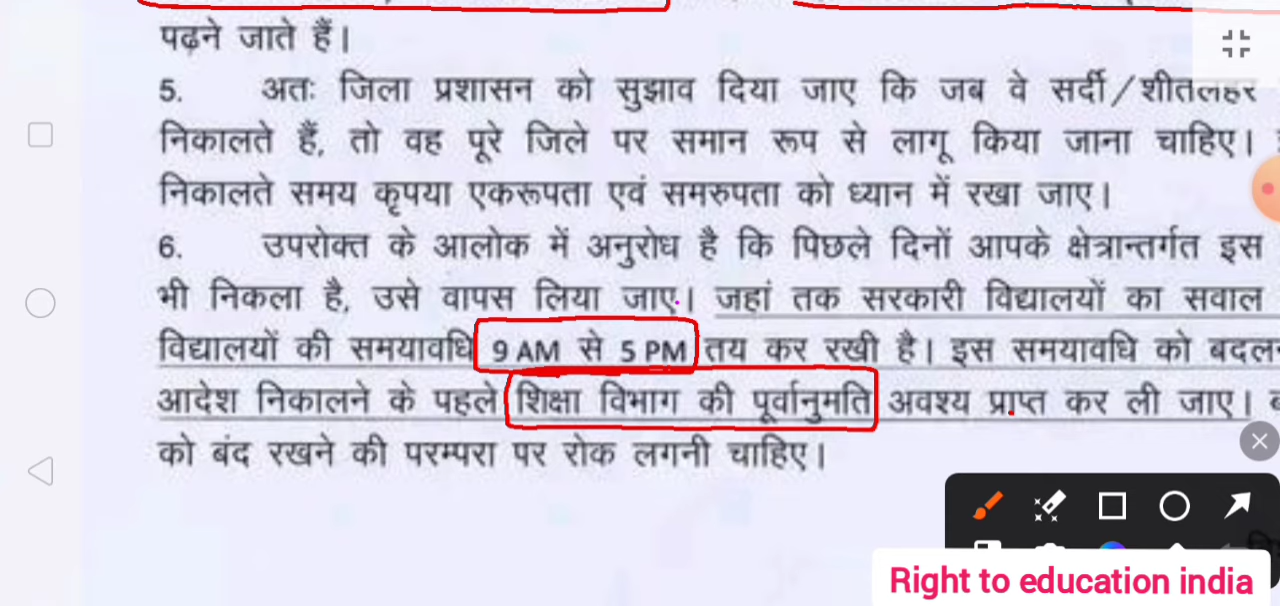 पढ़ने जाते हैं।
5. अतः जिला प्रशासन को सुझाव दिया जाए कि जब वे सर्दी/शीतलहर
निकालते हैं, तो वह पूरे जिले पर समान रूप से लागू किया जाना चाहिए।
निकालते समय कृपया एकरूपता एवं समरुपता को ध्यान में रखा जाए।
6. उपरोक्त के आलोक में अनुरोध है कि पिछले दिनों आपके क्षेत्रान्तर्गत इस
भी निकला है, उसे वापस लिया जाए। जहां तक सरकारी विद्यालयों का सवाल
विद्यालयों की समयावधि 9 AM से 5 PM तय कर रखी है। इस समयावधि को
आदेश निकालने के पहले शिक्षा विभाग की पूर्वानुमति अवश्य प्राप्त कर ली जाए।
को बंद रखने की परम्परा पर रोक लगनी चाहिए।
Right to education india